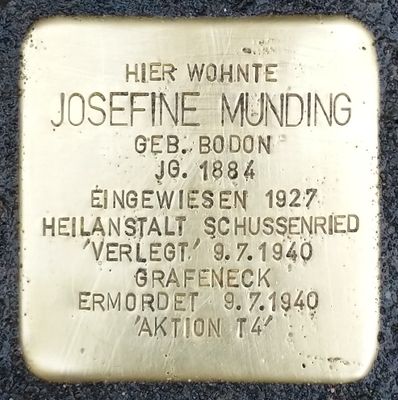 HIER WOHNTE
JOSEFINE MUNDING
GEB. BODON
JG. 1884
EINGEWIESEN 1927
HEILANSTALT SCHUSSENRIED
'VERLEGT' 9.7.1940
GRAFENECK
ERMORDET 9.7.1940
'AKTION T4'